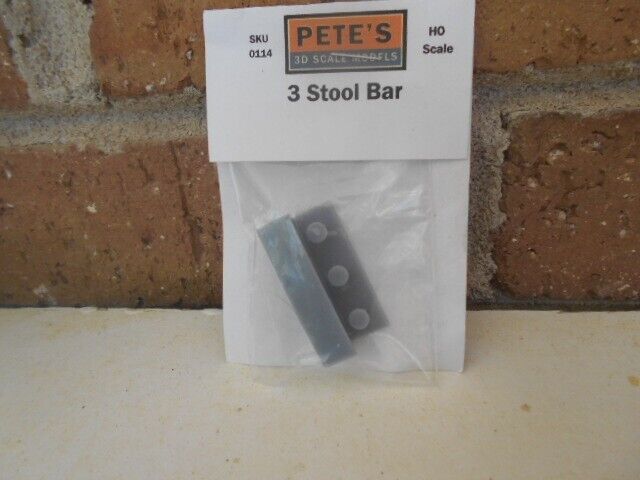 SKU
0114
PETE'S
3D SCALE MODELS
HO
Scale
3 Stool Bar